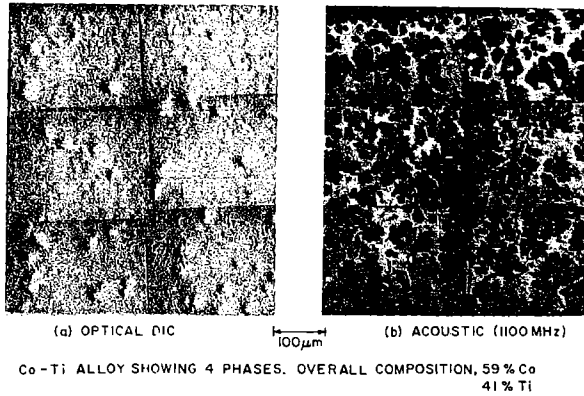 (a) OPTICAL DIC
100μm
(b) ACOUSTIC (1100 MHz)
Co-Ti ALLOY SHOWING 4 PHASES. OVERALL COMPOSITION, 59% Co
41% Ti